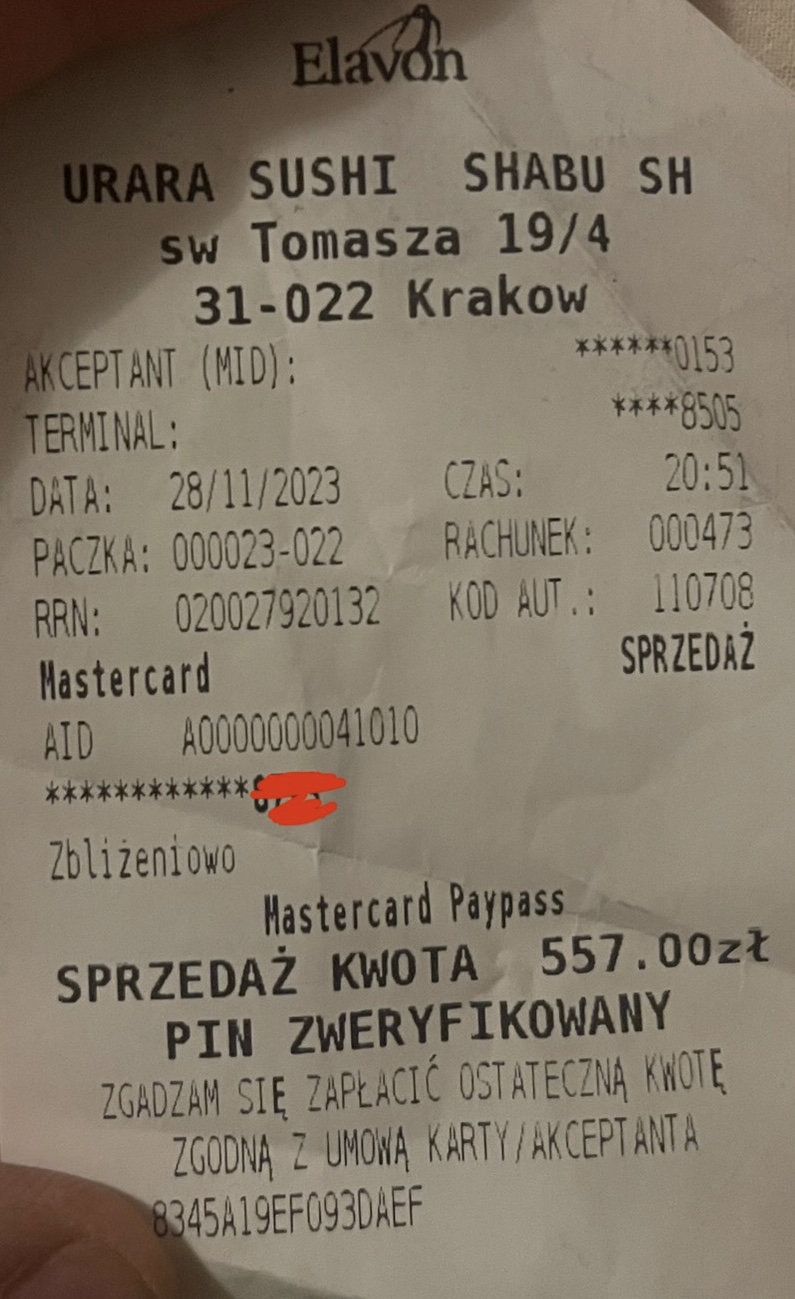 Elavon
URARA SUSHI SHABU SH
sw Tomasza 19/4
31-022 Krakow
AKCEPTANT (MID): ******0153
TERMINAL: ****8505
DATA: 28/11/2023 CZAS: 20:51
PACZKA: 000023-022 RACHUNEK: 000473
RRN: 020027920132 KOD AUT.: 110708
Mastercard SPRZEDAŻ
AID A0000000041010
************
Zbliżeniowo
Mastercard Paypass
SPRZEDAŻ KWOTA 557.00zł
PIN ZWERYFIKOWANY
ZGADZAM SIĘ ZAPŁACIĆ OSTATECZNĄ KWOTĘ
ZGODNĄ Z UMOWĄ KARTY/AKCEPTANTA
8345A19EF093DAEF